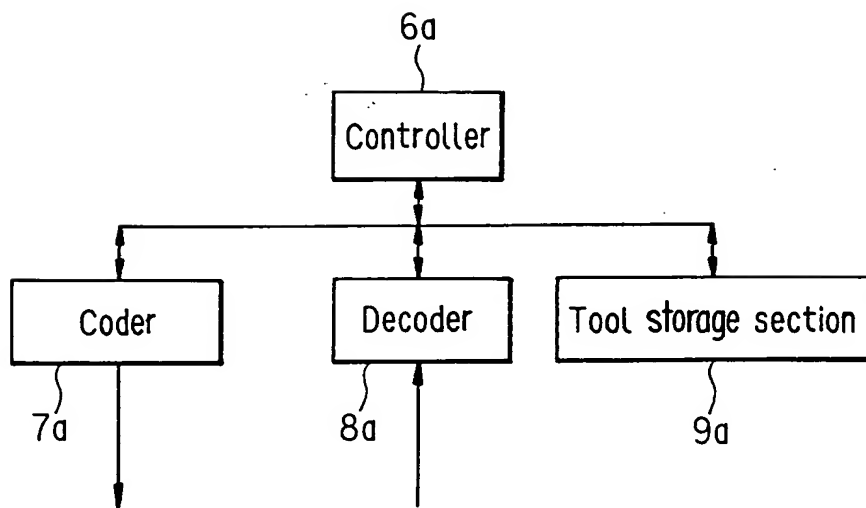 6a
Controller
Coder
Decoder
Tool storage section
7a
8a
9a